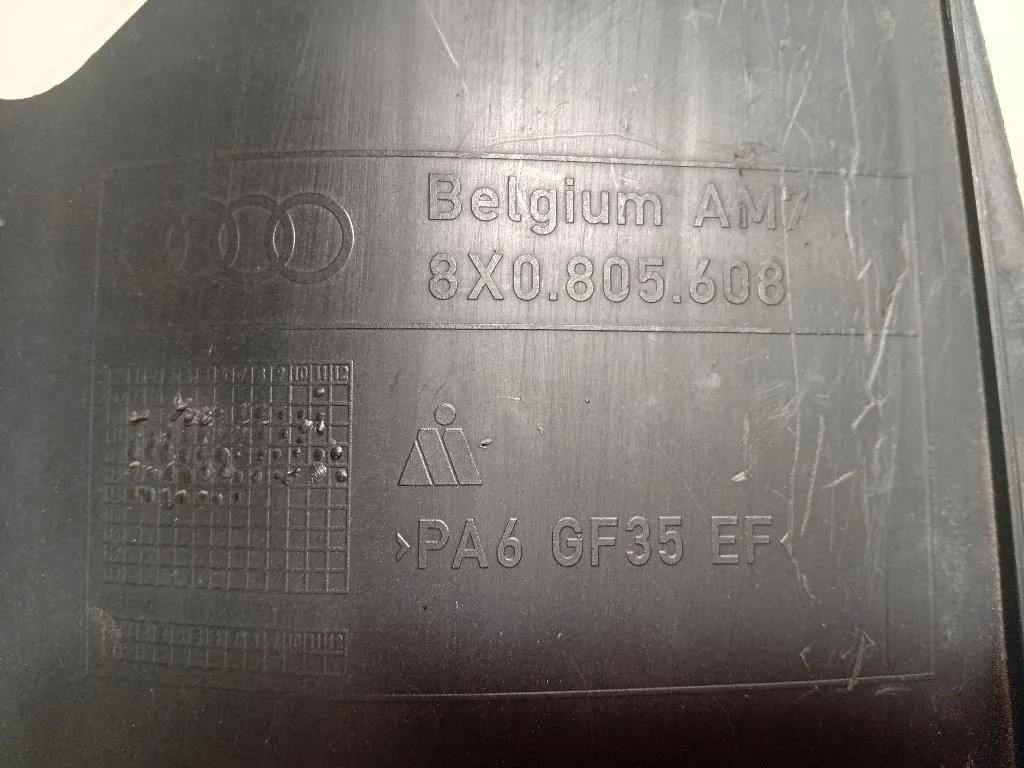 Belgium AM7
8X0.805.608
>PA6 GF35 EF<